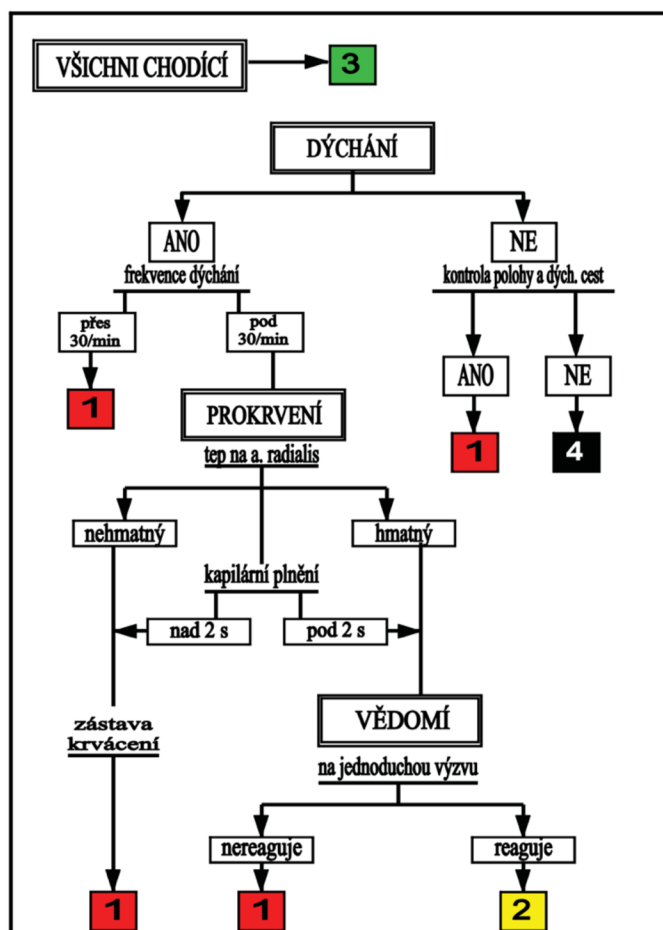 VŠICHNI CHODÍCÍ
3
DÝCHÁNÍ
ANO
NE
frekvence dýchání
kontrola polohy a dých. cest
přes
30/min
pod
30/min
ANO
NE
1
PROKRVENÍ
1
4
tep na a. radialis
nehmatný
hmatný
kapilární plnění
nad 2 s
pod 2 s
zástava
krvácení
VĚDOMÍ
na jednoduchou výzvu
nereaguje
reaguje
1
1
2